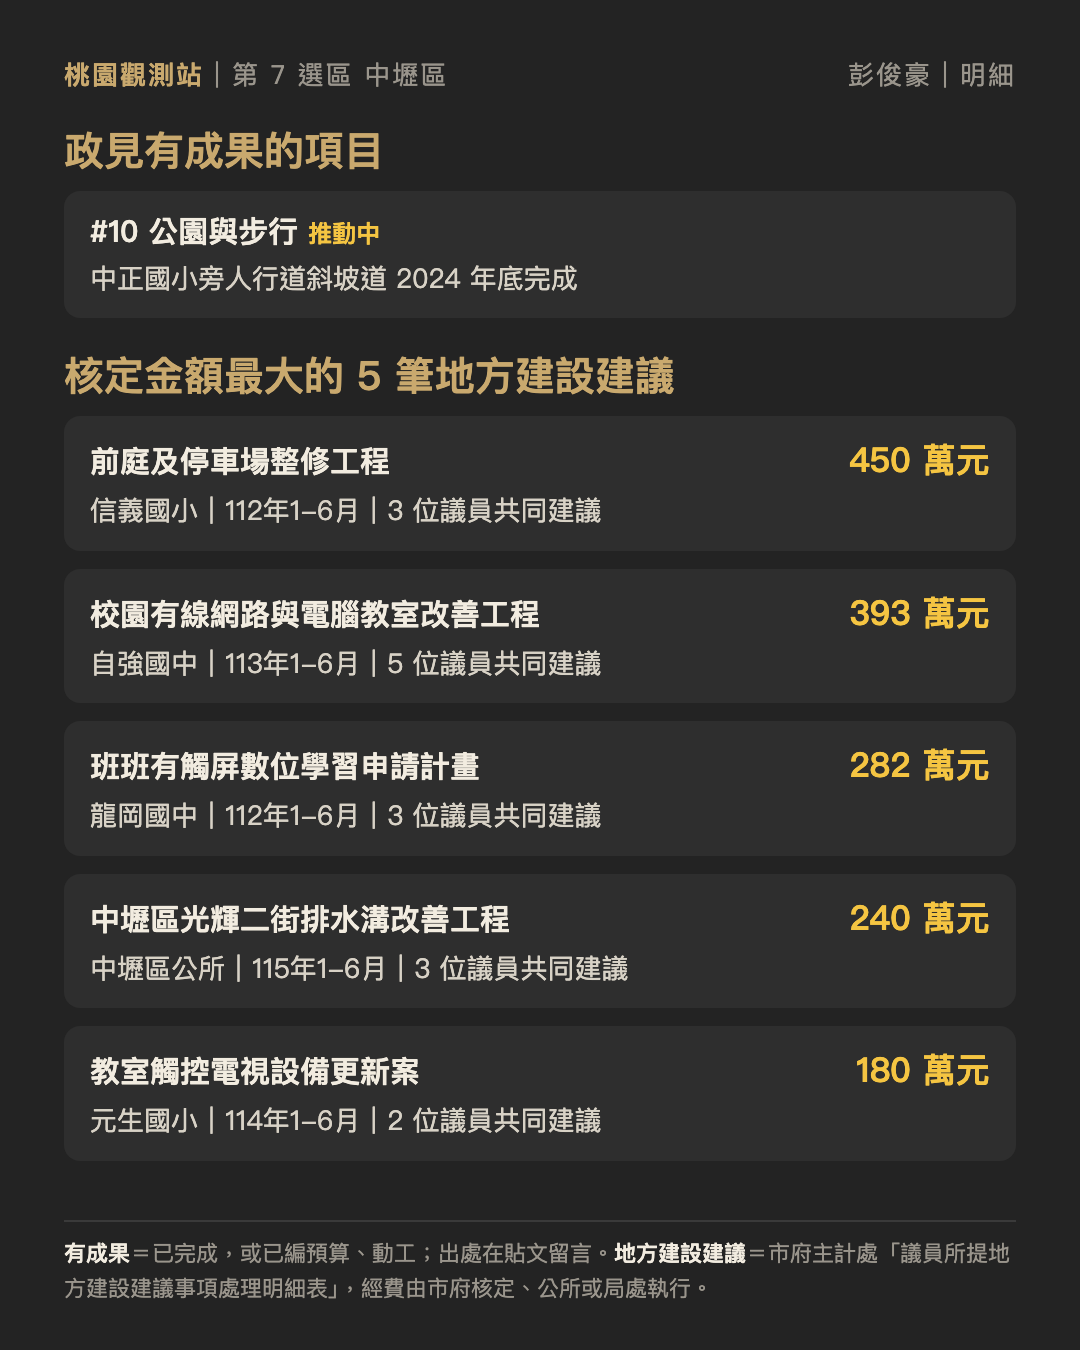 桃園觀測站｜第 7 選區 中壢區
彭俊豪｜明細
政見有成果的項目
#10 公園與步行 推動中
中正國小旁人行道斜坡道 2024 年底完成
核定金額最大的 5 筆地方建設建議
前庭及停車場整修工程 450 萬元
信義國小｜112年1–6月｜3 位議員共同建議
校園有線網路與電腦教室改善工程 393 萬元
自強國中｜113年1–6月｜5 位議員共同建議
班班有觸屏數位學習申請計畫 282 萬元
龍岡國中｜112年1–6月｜3 位議員共同建議
中壢區光輝二街排水溝改善工程 240 萬元
中壢區公所｜115年1–6月｜3 位議員共同建議
教室觸控電視設備更新案 180 萬元
元生國小｜114年1–6月｜2 位議員共同建議
有成果＝已完成，或已編預算、動工；出處在貼文留言。地方建設建議＝市府主計處「議員所提地
方建設建議事項處理明細表」，經費由市府核定、公所或局處執行。